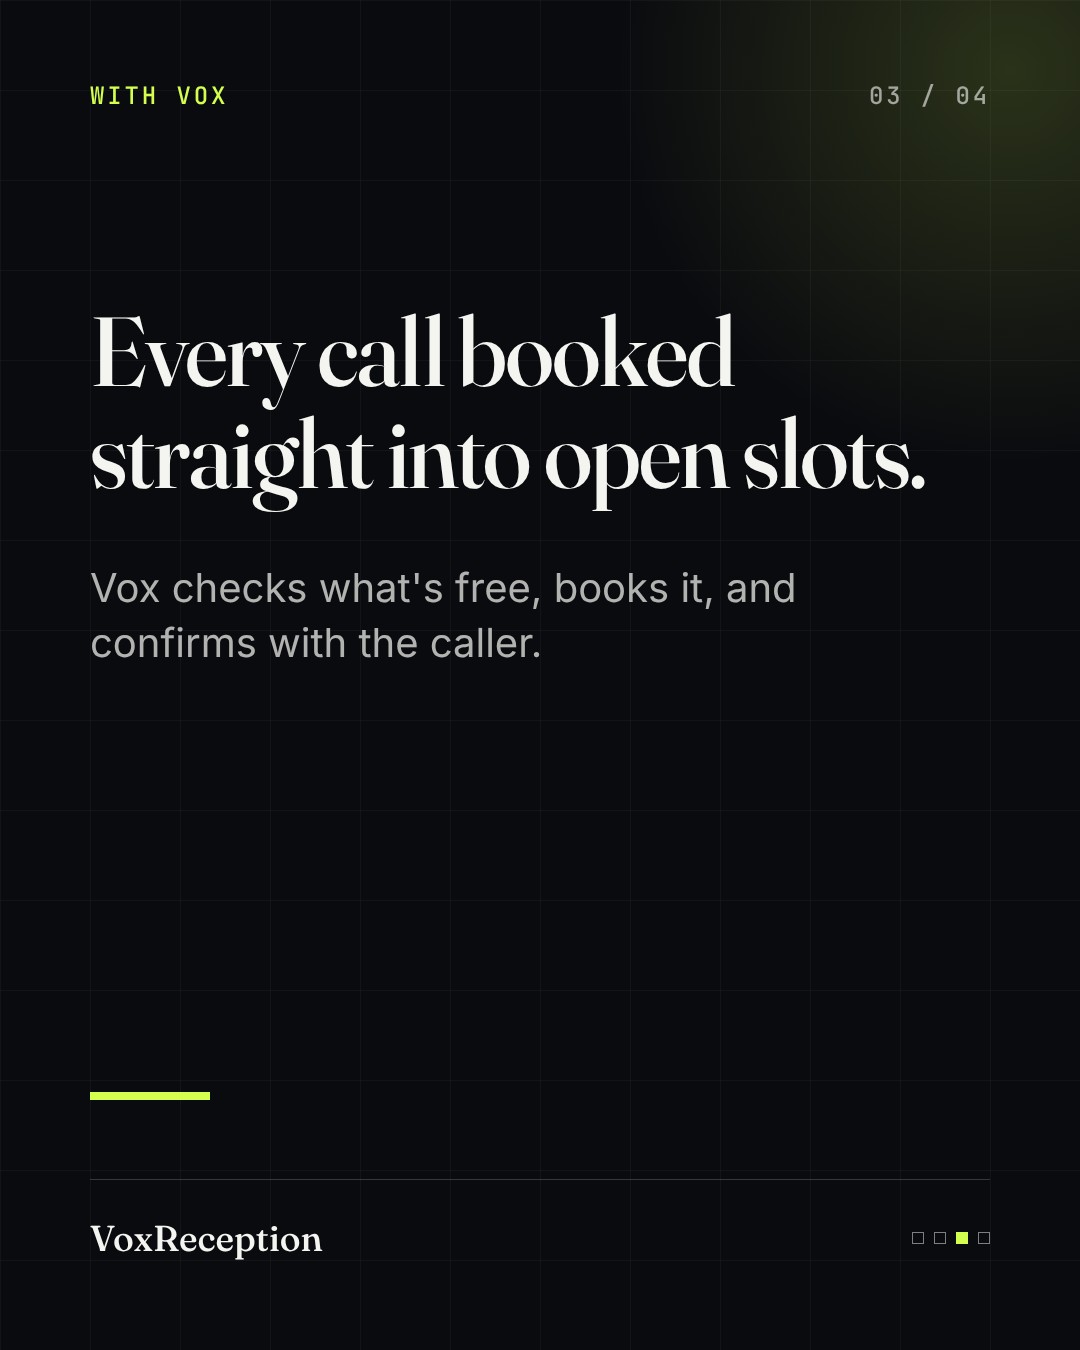 WITH VOX
03 / 04
Every call booked
straight into open slots.
Vox checks what's free, books it, and
confirms with the caller.
VoxReception